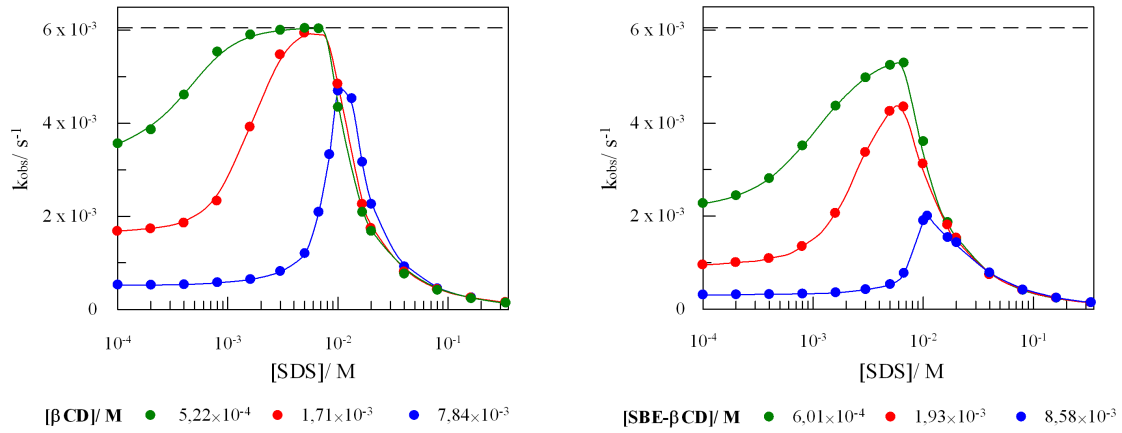 6 x 10⁻³
4 x 10⁻³
2 x 10⁻³
0
k_obs/ s⁻¹
10⁻⁴ 10⁻³ 10⁻² 10⁻¹
[SDS]/ M
[βCD]/ M 5,22×10⁻⁴ 1,71×10⁻³ 7,84×10⁻³
6 x 10⁻³
4 x 10⁻³
2 x 10⁻³
0
k_obs/ s⁻¹
10⁻⁴ 10⁻³ 10⁻² 10⁻¹
[SDS]/ M
[SBE-βCD]/ M 6,01×10⁻⁴ 1,93×10⁻³ 8,58×10⁻³